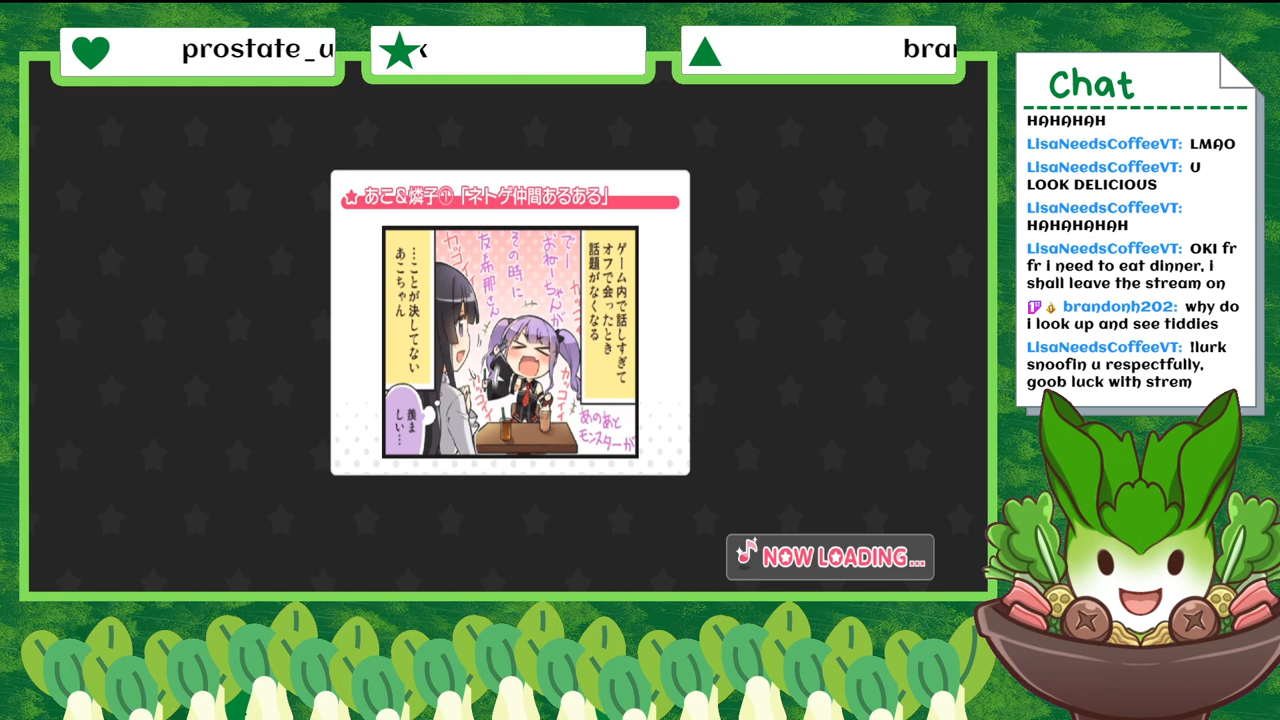 prostate_u
k
bran
Chat
HAHAHAH
LisaNeedsCoffeeVT: LMAO
LisaNeedsCoffeeVT: U
LOOK DELICIOUS
LisaNeedsCoffeeVT:
HAHAHAHAH
LisaNeedsCoffeeVT: OKI fr
fr i need to eat dinner, i
shall leave the stream on
brandonh202: why do
i look up and see tiddies
LisaNeedsCoffeeVT: !lurk
snoofin u respectfully,
goob luck with strem
あこ&燐子①「ネトゲ仲間あるある」
ゲーム内で話しすぎて
オフで会ったとき
話題がなくなる
でー
おねーちゃんが
その時に
友希那さん
カッコイイ
カッコイイ
カッコイイ
あのあと
モンスターが
…ことが決してない
あこちゃん
羨ま
しい…
NOW LOADING...